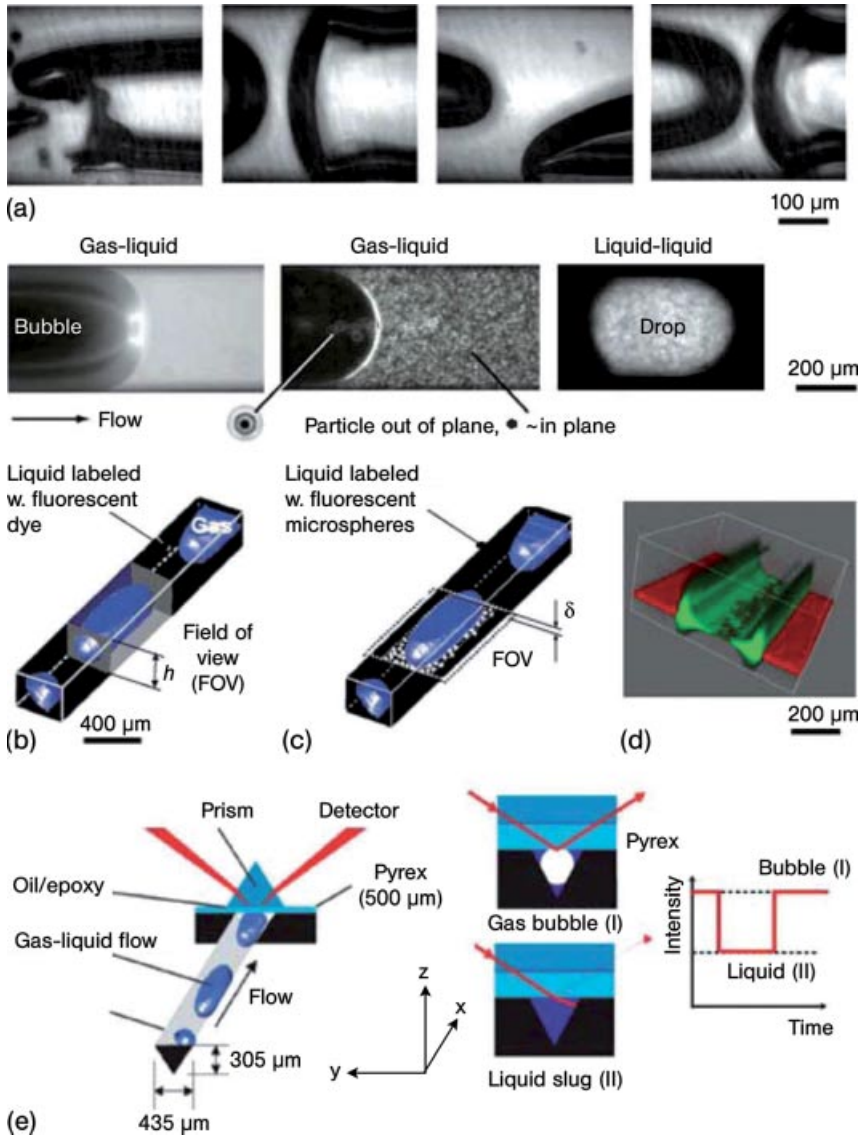 (a)
100 µm
Gas-liquid
Gas-liquid
Liquid-liquid
Bubble
Drop
200 µm
Flow
Particle out of plane, ~in plane
Liquid labeled
w. fluorescent
dye
Gas
Field of
view
(FOV)
h
400 µm
(b)
Liquid labeled
w. fluorescent
microspheres
δ
FOV
(c)
(d)
200 µm
Prism
Detector
Oil/epoxy
Pyrex
(500 µm)
Gas-liquid flow
Flow
305 µm
435 µm
z
x
y
Pyrex
Gas bubble (I)
Liquid slug (II)
Intensity
Bubble (I)
Liquid (II)
Time
(e)